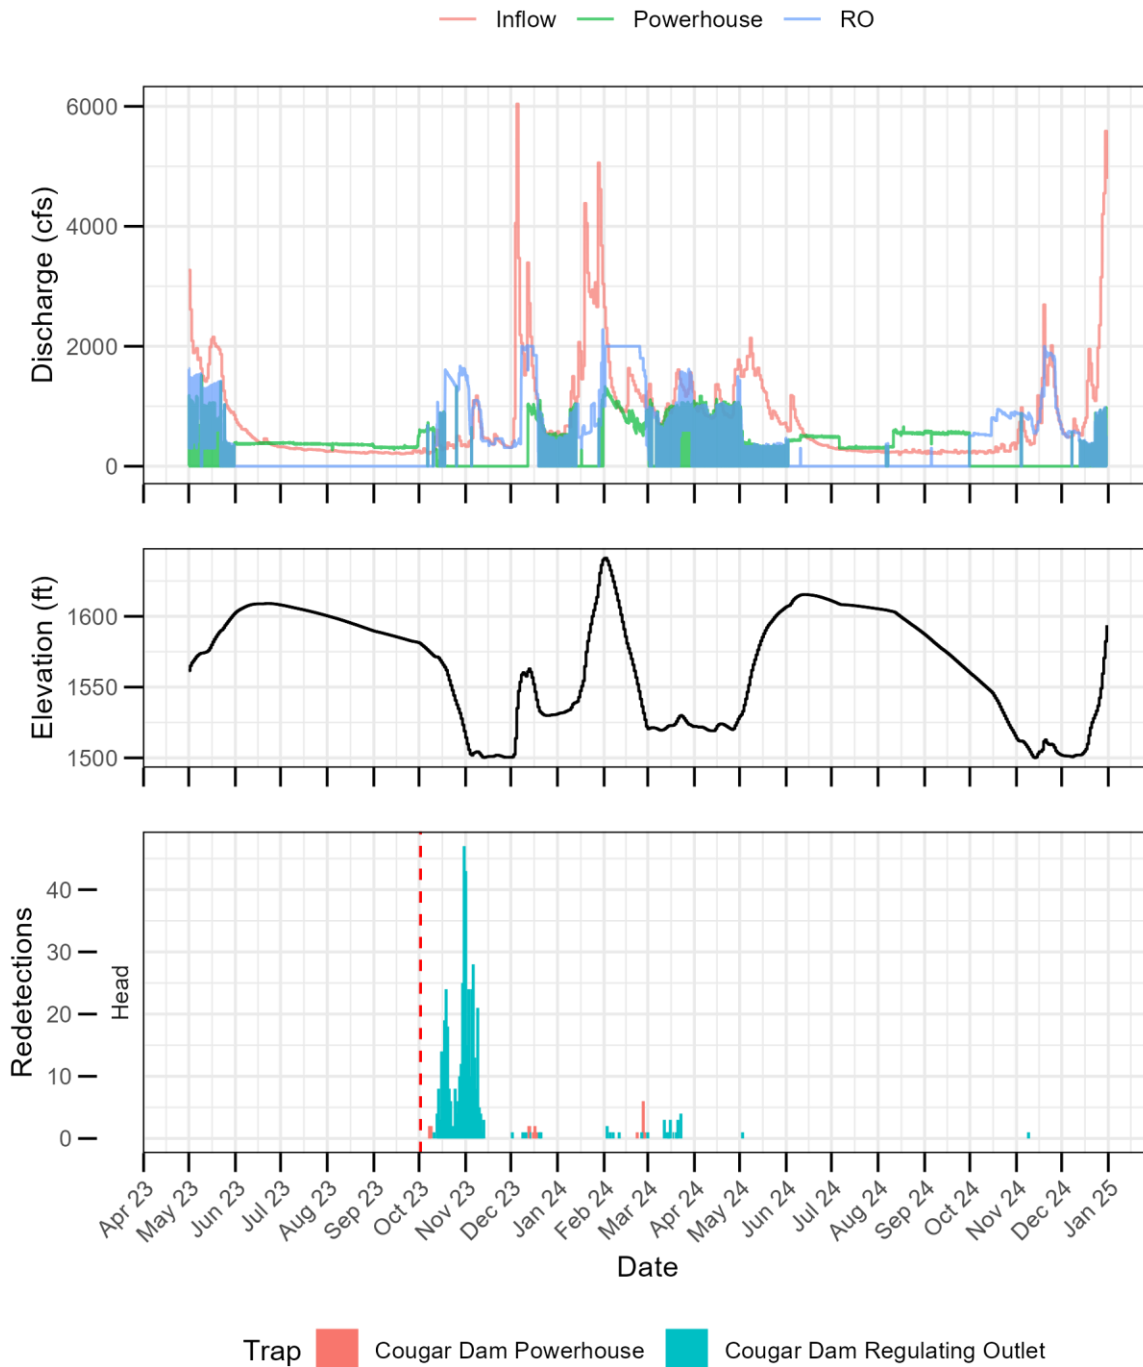 Inflow Powerhouse RO
Discharge (cfs)
6000
4000
2000
0
Elevation (ft)
1600
1550
1500
Redetections
Head
40
30
20
10
0
Apr 23 May 23 Jun 23 Jul 23 Aug 23 Sep 23 Oct 23 Nov 23 Dec 23 Jan 24 Feb 24 Mar 24 Apr 24 May 24 Jun 24 Jul 24 Aug 24 Sep 24 Oct 24 Nov 24 Dec 24 Jan 25
Date
Trap Cougar Dam Powerhouse Cougar Dam Regulating Outlet